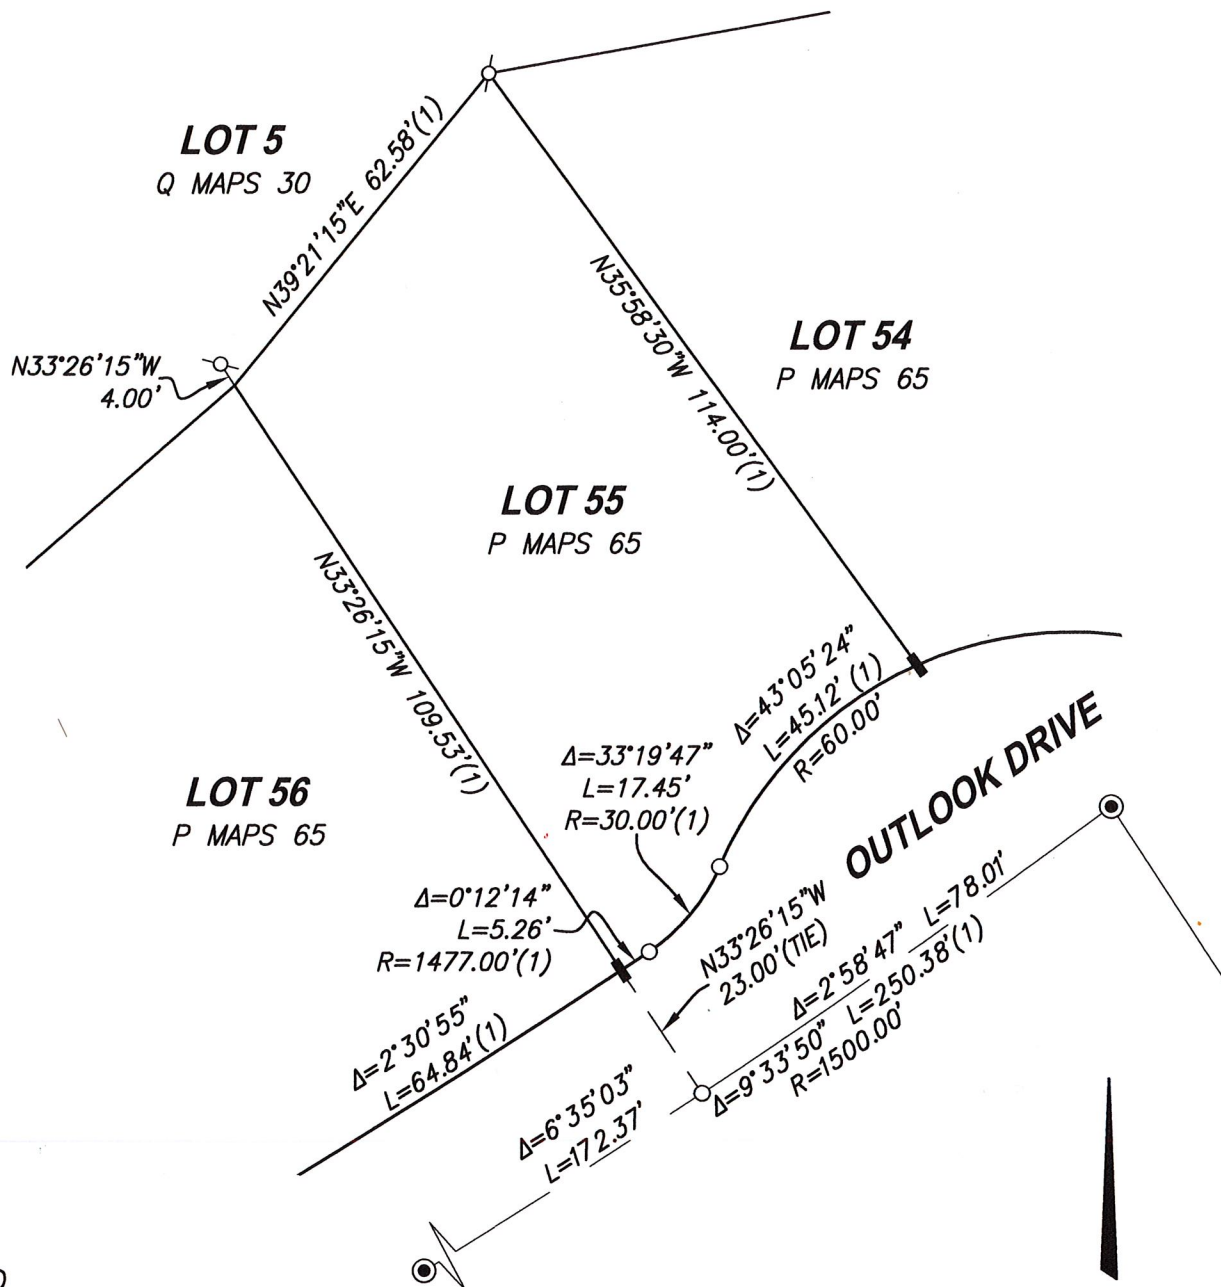 LOT 5
Q MAPS 30
N39°21'15"E 62.58'(1)
N33°26'15"W
4.00'
N35°58'30"W 114.00'(1)
LOT 54
P MAPS 65
LOT 55
P MAPS 65
N33°26'15"W 109.53'(1)
Δ=43°05'24"
L=45.12' (1)
R=60.00'
Δ=33°19'47"
L=17.45'
R=30.00'(1)
LOT 56
P MAPS 65
OUTLOOK DRIVE
Δ=0°12'14"
L=5.26'
R=1477.00'(1)
N33°26'15"W
23.00'(TIE)
Δ=2°58'47" L=78.01'
Δ=9°33'50" L=250.38'(1)
R=1500.00'
Δ=2°30'55"
L=64.84'(1)
Δ=6°35'03"
L=172.37'